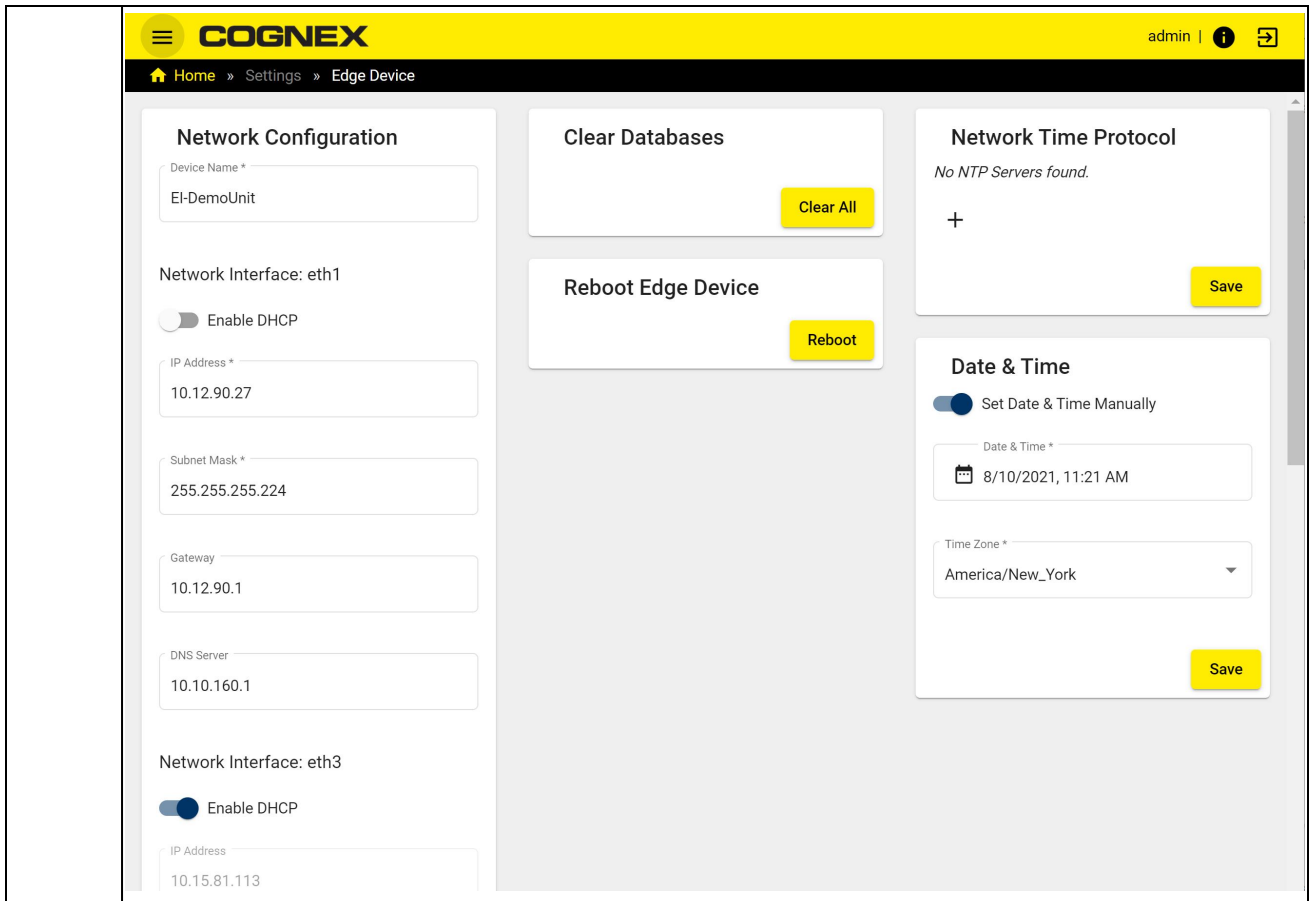 COGNEX
admin |
Home » Settings » Edge Device
Network Configuration
Device Name *
EI-DemoUnit
Network Interface: eth1
Enable DHCP
IP Address *
10.12.90.27
Subnet Mask *
255.255.255.224
Gateway
10.12.90.1
DNS Server
10.10.160.1
Network Interface: eth3
Enable DHCP
IP Address
10.15.81.113
Clear Databases
Clear All
Reboot Edge Device
Reboot
Network Time Protocol
No NTP Servers found.
+
Save
Date & Time
Set Date & Time Manually
Date & Time *
8/10/2021, 11:21 AM
Time Zone *
America/New_York
Save